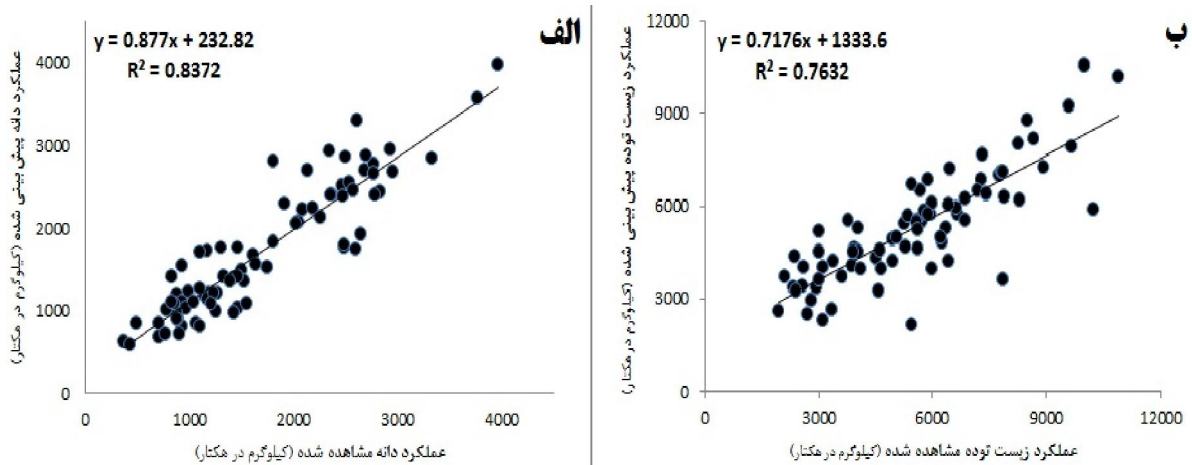 الف
y = 0.877x + 232.82
R² = 0.8372
عملکرد دانه پیش بینی شده (کیلوگرم در هکتار)
4000
3000
2000
1000
0
0 1000 2000 3000 4000
عملکرد دانه مشاهده شده (کیلوگرم در هکتار)
ب
y = 0.7176x + 1333.6
R² = 0.7632
عملکرد زیست توده پیش بینی شده (کیلوگرم در هکتار)
12000
9000
6000
3000
0
0 3000 6000 9000 12000
عملکرد زیست توده مشاهده شده (کیلوگرم در هکتار)